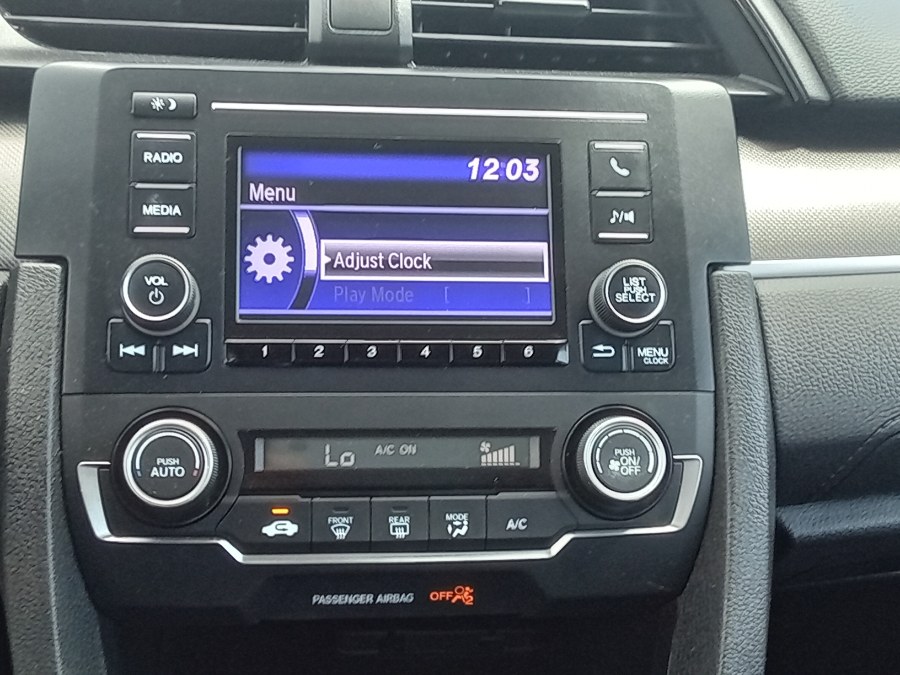 12:03
RADIO
Menu
MEDIA
Adjust Clock
VOL
LIST
PUSH
SELECT
Play Mode [ ]
1 2 3 4 5 6
MENU
CLOCK
PUSH
AUTO
Lo A/C ON
PUSH
ON/
OFF
FRONT
REAR
MODE
A/C
PASSENGER AIRBAG OFF